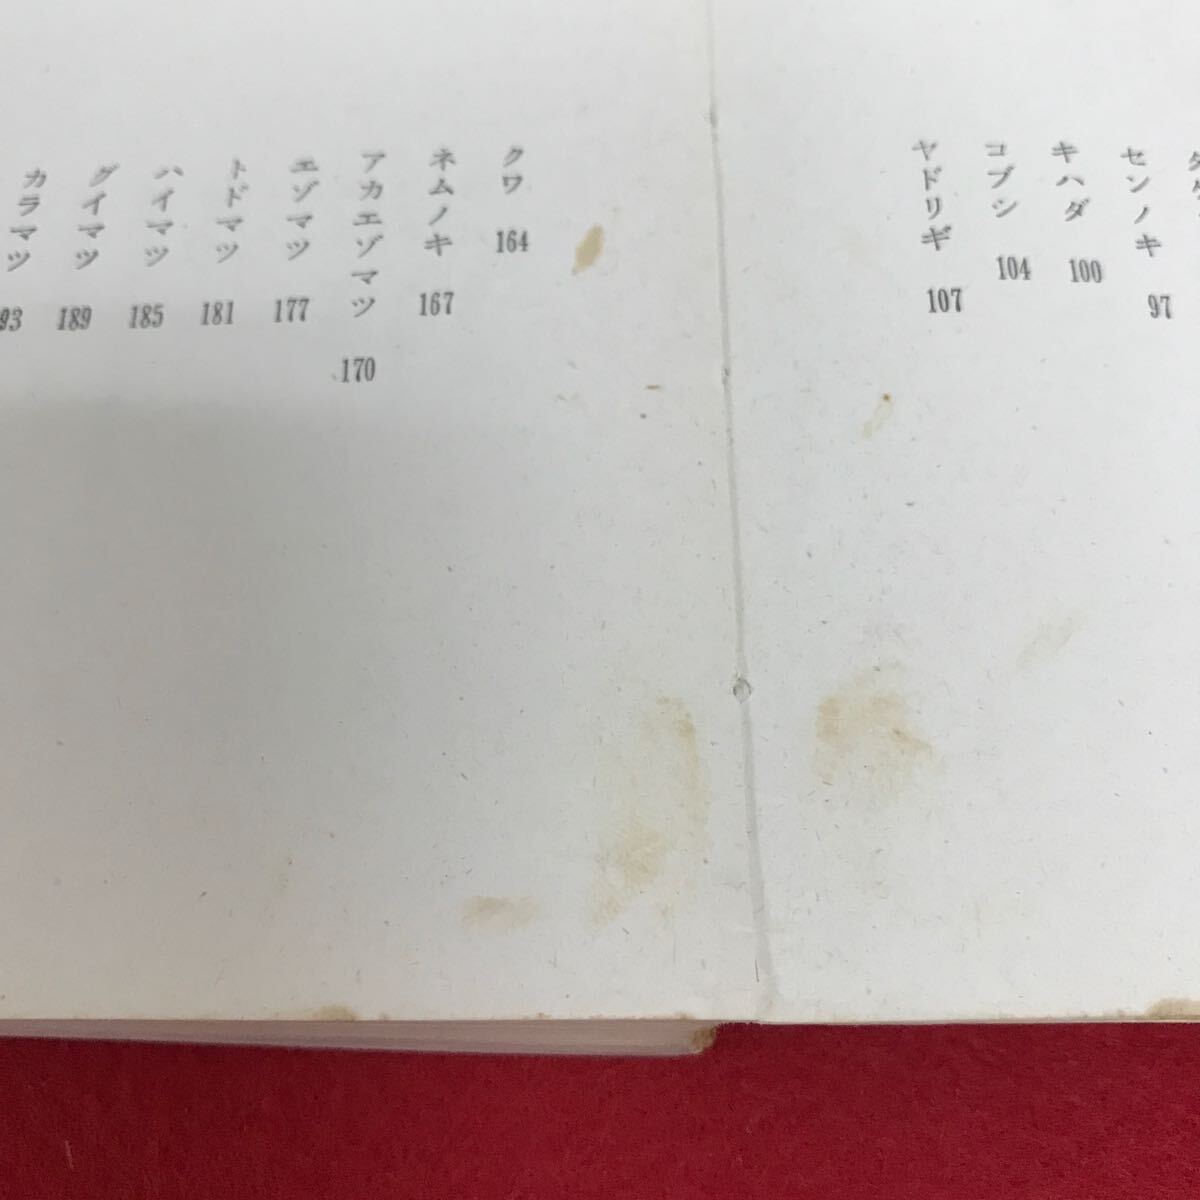 センノキ 97
キハダ 100
コブシ 104
ヤドリギ 107
クワ 164
ネムノキ 167
アカエゾマツ 170
エゾマツ 177
トドマツ 181
ハイマツ 185
グイマツ 189
カラマツ 93